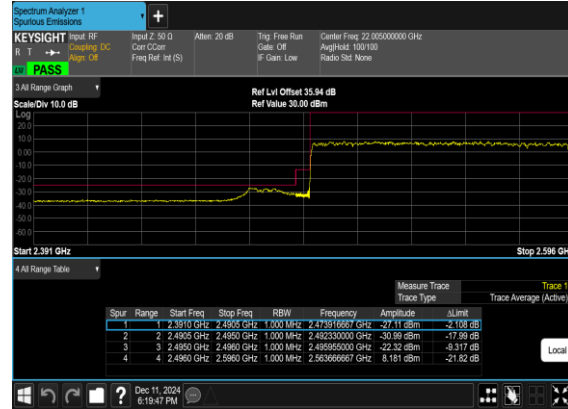 Spectrum Analyzer 1
Spurious Emissions
KEYSIGHT Input: RF Input Z: 50 Ω Atten: 20 dB Trig: Free Run Center Freq: 22.005000000 GHz
R T Coupling: DC Corr CCorr Gate: Off Avg|Hold: 100/100
Align: Off Freq Ref: Int (S) IF Gain: Low Radio Std: None
PASS
3 All Range Graph
Ref Lvl Offset 35.94 dB
Scale/Div 10.0 dB Ref Value 30.00 dBm
Log
20.0
10.0
0.00
-10.0
-20.0
-30.0
-40.0
-50.0
-60.0
Start 2.391 GHz Stop 2.596 GH
4 All Range Table
Measure Trace Trace 1
Trace Type Trace Average (Active)
Spur Range Start Freq Stop Freq RBW Frequency Amplitude ΔLimit
1 1 2.3910 GHz 2.4905 GHz 1.000 MHz 2.473916667 GHz -27.11 dBm -2.108 dB
2 2 2.4905 GHz 2.4950 GHz 1.000 MHz 2.492330000 GHz -30.99 dBm -17.99 dB
3 3 2.4950 GHz 2.4960 GHz 1.000 MHz 2.495955000 GHz -22.32 dBm -9.317 dB
4 4 2.4960 GHz 2.5960 GHz 1.000 MHz 2.563666667 GHz 8.181 dBm -21.82 dB
Local
Dec 11, 2024
6:19:47 PM